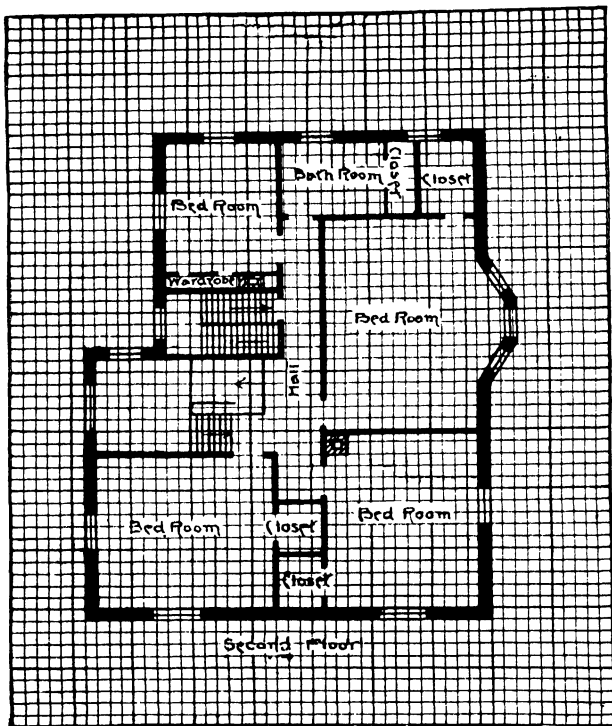 Bath Room
Closet
Closet
Bed Room
Wardrobe
Bed Room
Hall
Bed Room
Bed Room
Closet
Closet
Second Floor